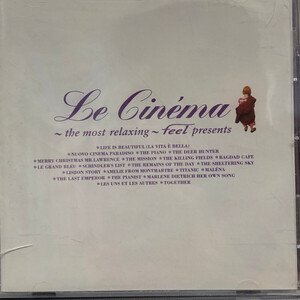 Le Cinéma
~the most relaxing~feel presents
★LIFE IS BEAUTIFUL (LA VITA È BELLA)
★NUOVO CINEMA PARADISO ★THE PIANO ★THE DEER HUNTER
★MERRY CHRISTMAS MR LAWRENCE ★THE MISSION ★THE KILLING FIELDS ★BAGDAD CAFE
★LE GRAND BLEU ★SCHINDLER'S LIST ★THE REMAINS OF THE DAY ★THE SHELTERING SKY
★LISBON STORY ★AMELIE FROM MONTMARTRE ★TITANIC ★MALÈNA
★THE LAST EMPEROR ★THE PIANIST ★MARLENE DIETRICH HER OWN SONG
★LES UNS ET LES AUTRES ★TOGETHER